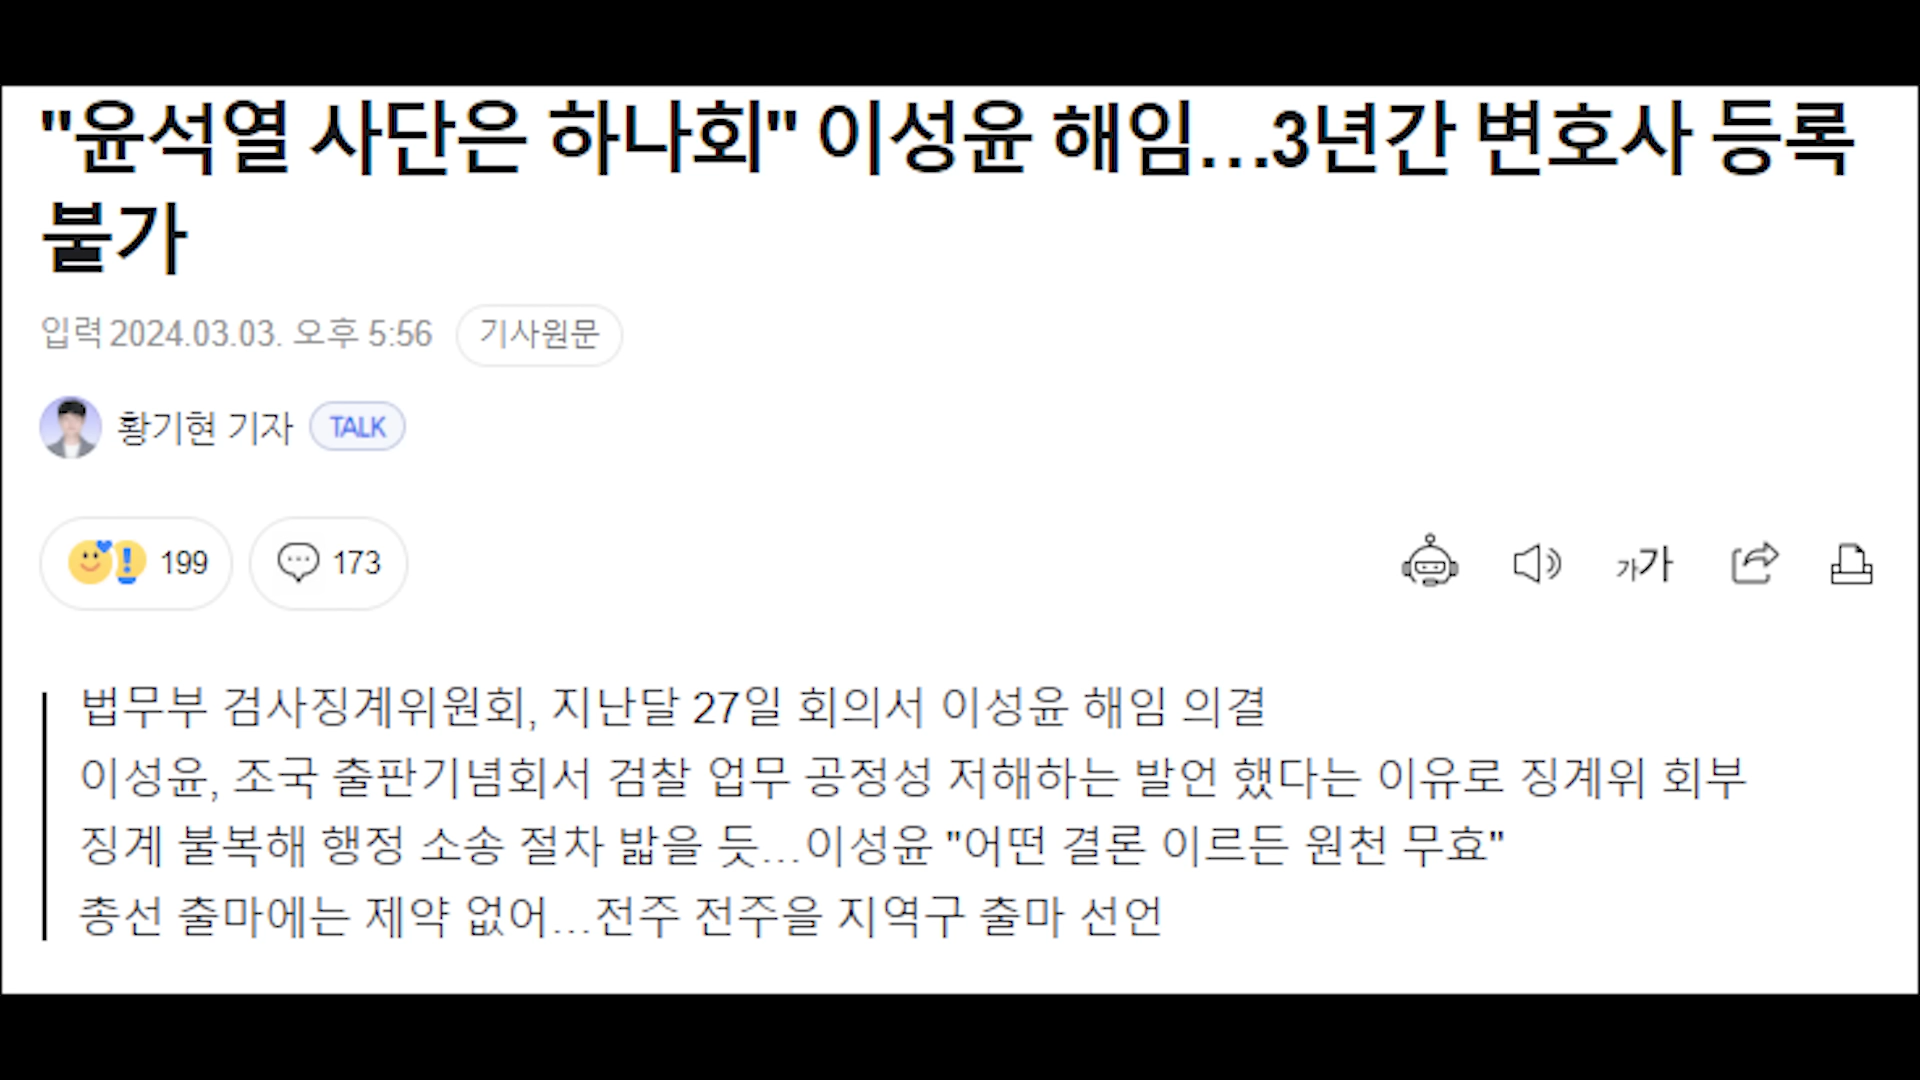 "윤석열 사단은 하나회" 이성윤 해임…3년간 변호사 등록
불가
입력 2024.03.03. 오후 5:56 기사원문
황기현 기자 TALK
199 173
가가
법무부 검사징계위원회, 지난달 27일 회의서 이성윤 해임 의결
이성윤, 조국 출판기념회서 검찰 업무 공정성 저해하는 발언 했다는 이유로 징계위 회부
징계 불복해 행정 소송 절차 밟을 듯…이성윤 "어떤 결론 이르든 원천 무효"
총선 출마에는 제약 없어…전주 전주을 지역구 출마 선언